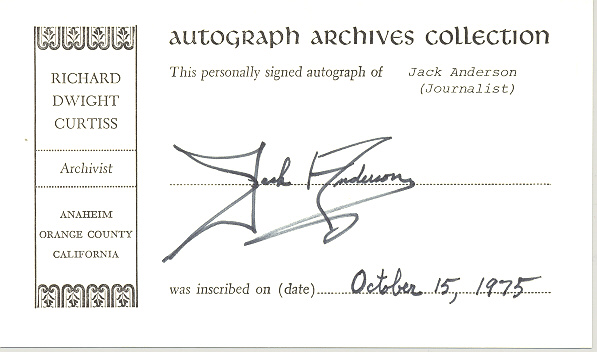 AUTOGRAPH ARCHIVES COLLECTION
RICHARD
DWIGHT
CURTISS
Archivist
ANAHEIM
ORANGE COUNTY
CALIFORNIA
This personally signed autograph of Jack Anderson
(Journalist)
Jack Anderson
was inscribed on (date) October 15, 1975